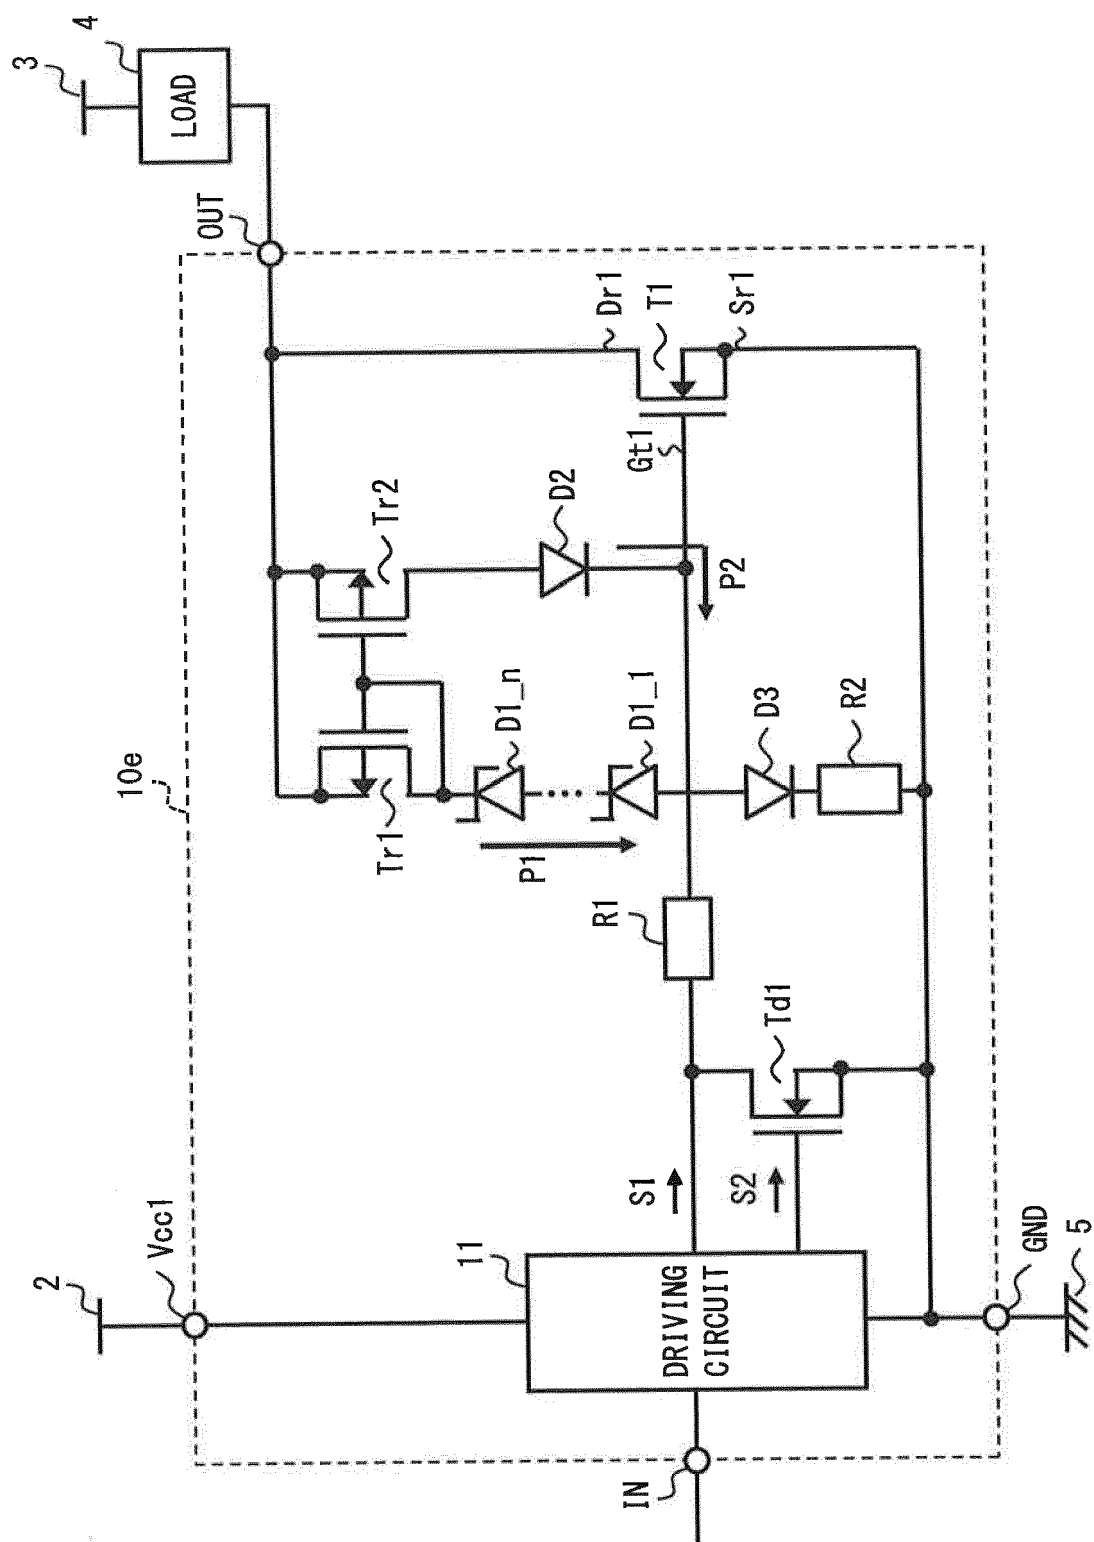 2
Vcc1
10e
OUT
3
4
LOAD
Tr1
Tr2
D1_n
P1
D2
Dr1
T1
D1_1
Gt1
Sr1
R1
P2
11
S1
DRIVING
CIRCUIT
IN
S2
Td1
D3
R2
GND
5